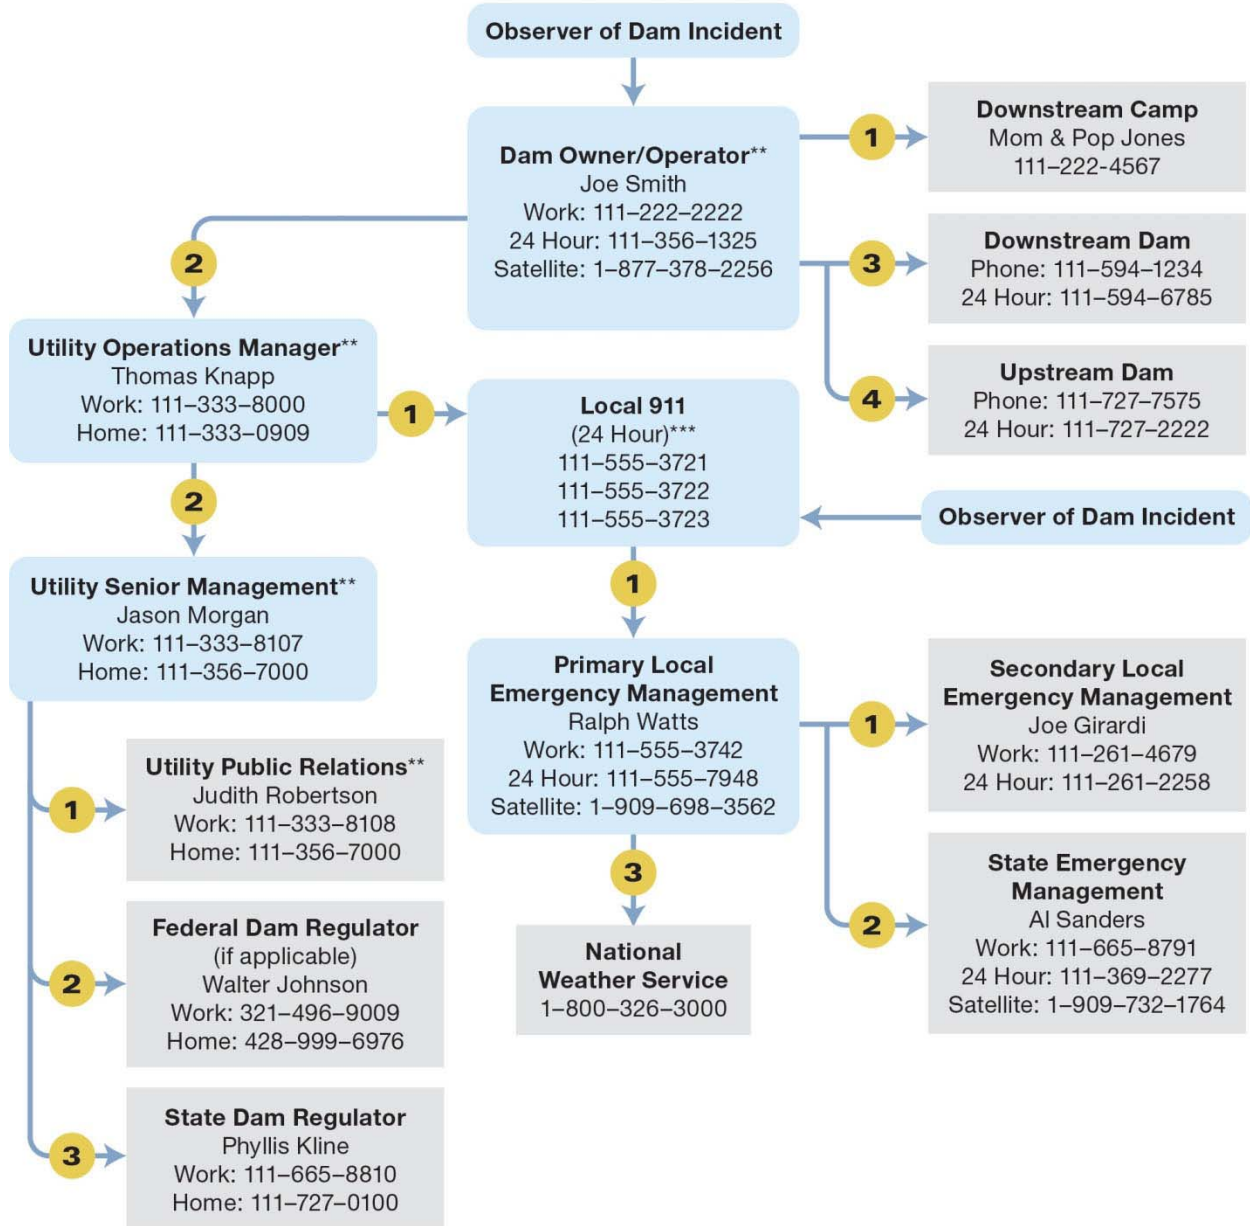 Observer of Dam Incident
Dam Owner/Operator**
Joe Smith
Work: 111–222–2222
24 Hour: 111–356–1325
Satellite: 1–877–378–2256
1
Downstream Camp
Mom & Pop Jones
111–222-4567
3
Downstream Dam
Phone: 111–594–1234
24 Hour: 111–594–6785
4
Upstream Dam
Phone: 111–727–7575
24 Hour: 111–727–2222
2
Utility Operations Manager**
Thomas Knapp
Work: 111–333–8000
Home: 111–333–0909
1
Local 911
(24 Hour)***
111–555–3721
111–555–3722
111–555–3723
Observer of Dam Incident
2
Utility Senior Management**
Jason Morgan
Work: 111–333–8107
Home: 111–356–7000
1
Primary Local
Emergency Management
Ralph Watts
Work: 111–555–3742
24 Hour: 111–555–7948
Satellite: 1–909–698–3562
1
Secondary Local
Emergency Management
Joe Girardi
Work: 111–261–4679
24 Hour: 111–261–2258
2
State Emergency
Management
Al Sanders
Work: 111–665–8791
24 Hour: 111–369–2277
Satellite: 1–909–732–1764
3
National
Weather Service
1–800–326–3000
1
Utility Public Relations**
Judith Robertson
Work: 111–333–8108
Home: 111–356–7000
2
Federal Dam Regulator
(if applicable)
Walter Johnson
Work: 321–496–9009
Home: 428–999–6976
3
State Dam Regulator
Phyllis Kline
Work: 111–665–8810
Home: 111–727–0100